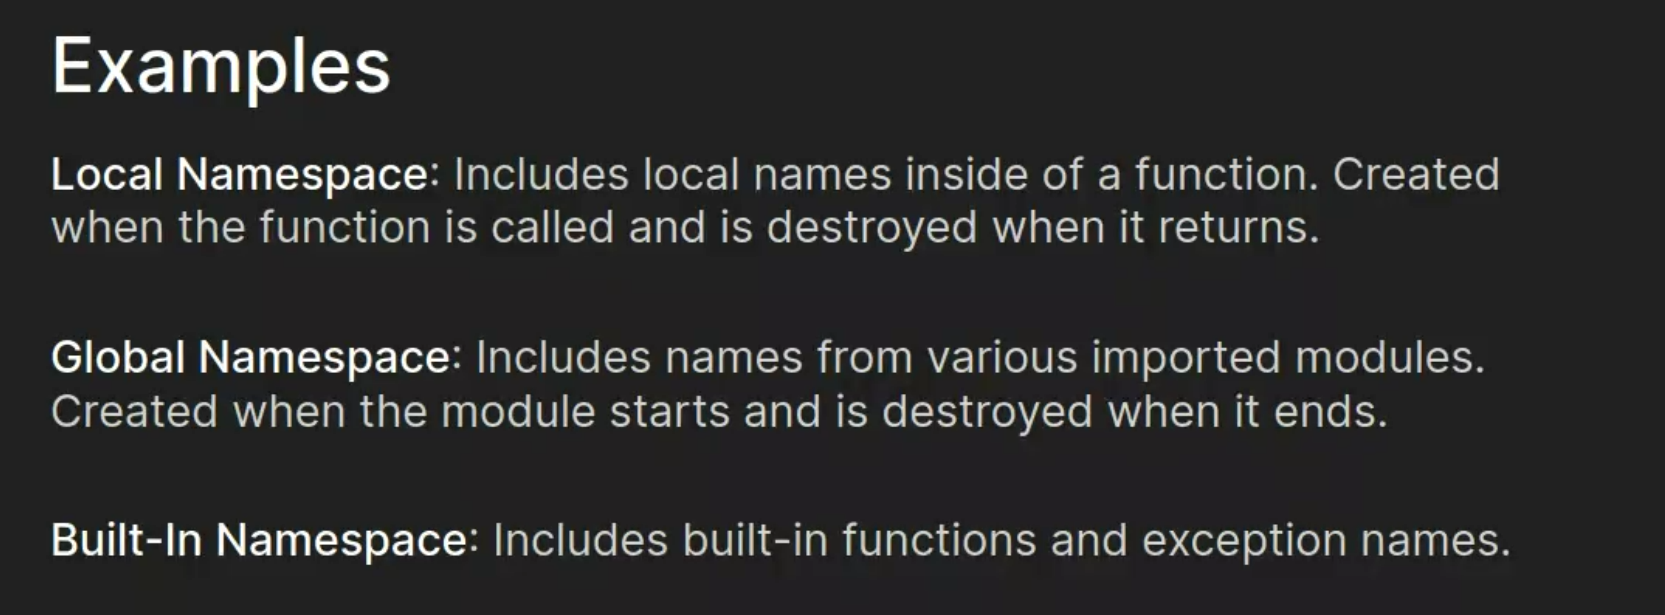 Examples
Local Namespace: Includes local names inside of a function. Created
when the function is called and is destroyed when it returns.
Global Namespace: Includes names from various imported modules.
Created when the module starts and is destroyed when it ends.
Built-In Namespace: Includes built-in functions and exception names.